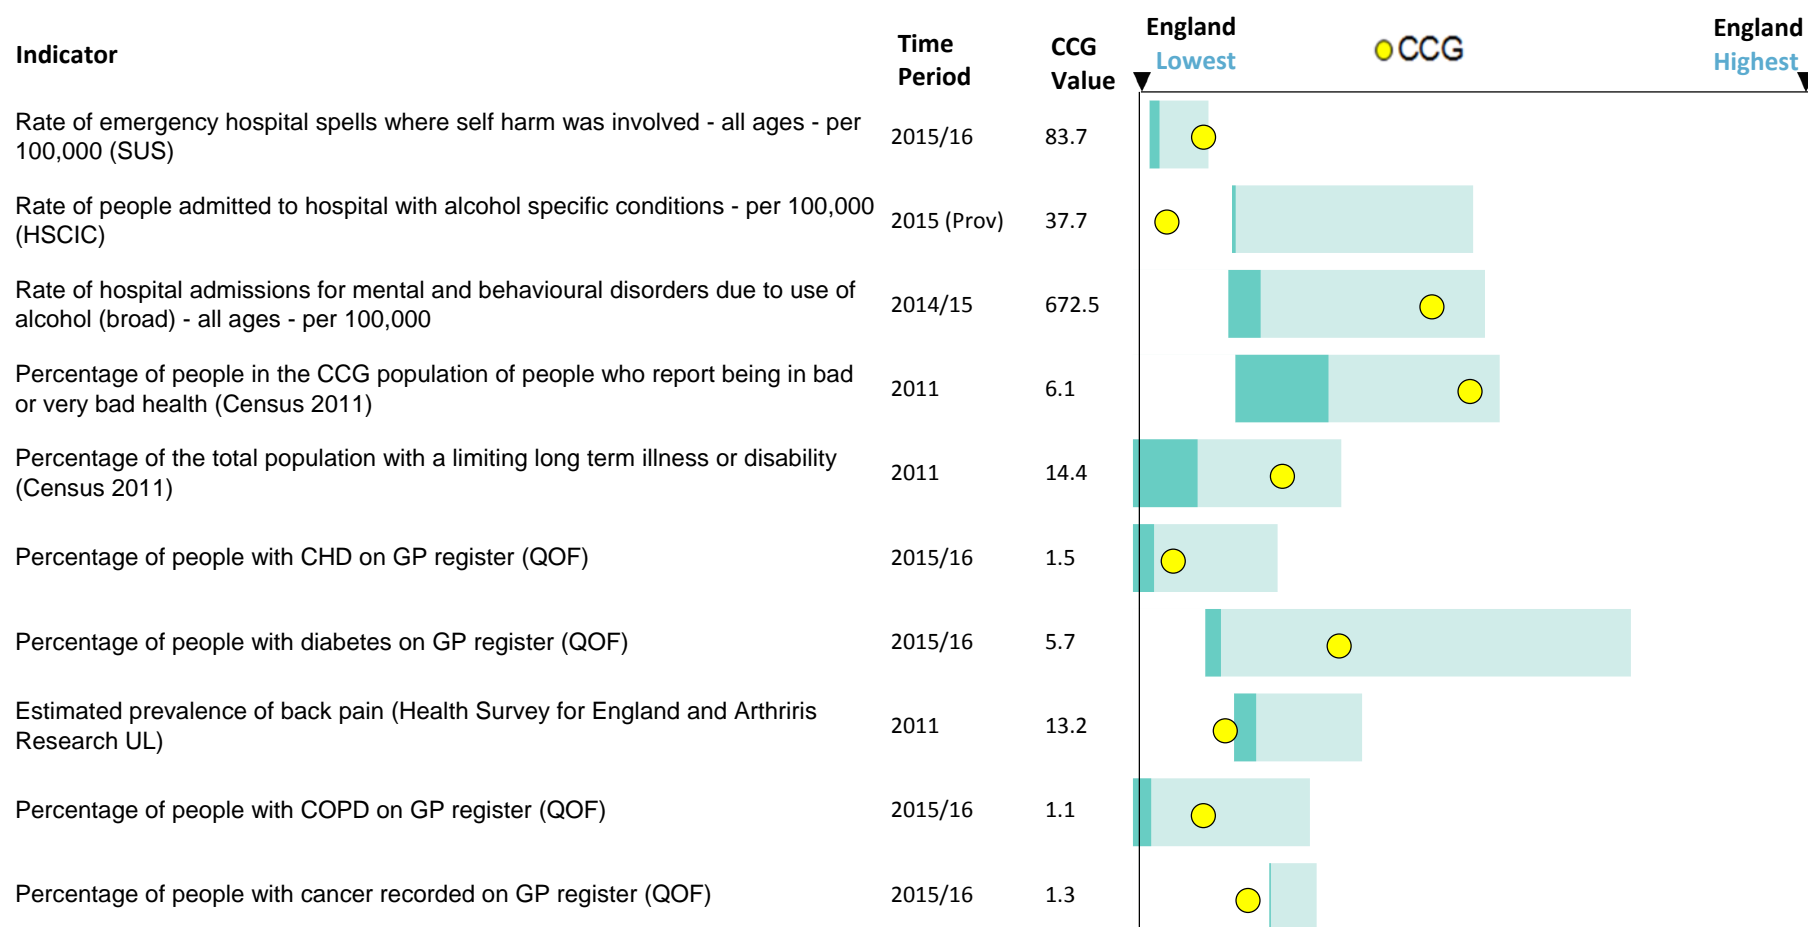 Indicator
Time
Period
CCG
Value
England
Lowest
CCG
England
Highest
Rate of emergency hospital spells where self harm was involved - all ages - per
100,000 (SUS)
2015/16
83.7
Rate of people admitted to hospital with alcohol specific conditions - per 100,000
(HSCIC)
2015 (Prov)
37.7
Rate of hospital admissions for mental and behavioural disorders due to use of
alcohol (broad) - all ages - per 100,000
2014/15
672.5
Percentage of people in the CCG population of people who report being in bad
or very bad health (Census 2011)
2011
6.1
Percentage of the total population with a limiting long term illness or disability
(Census 2011)
2011
14.4
Percentage of people with CHD on GP register (QOF)
2015/16
1.5
Percentage of people with diabetes on GP register (QOF)
2015/16
5.7
Estimated prevalence of back pain (Health Survey for England and Arthriris
Research UL)
2011
13.2
Percentage of people with COPD on GP register (QOF)
2015/16
1.1
Percentage of people with cancer recorded on GP register (QOF)
2015/16
1.3